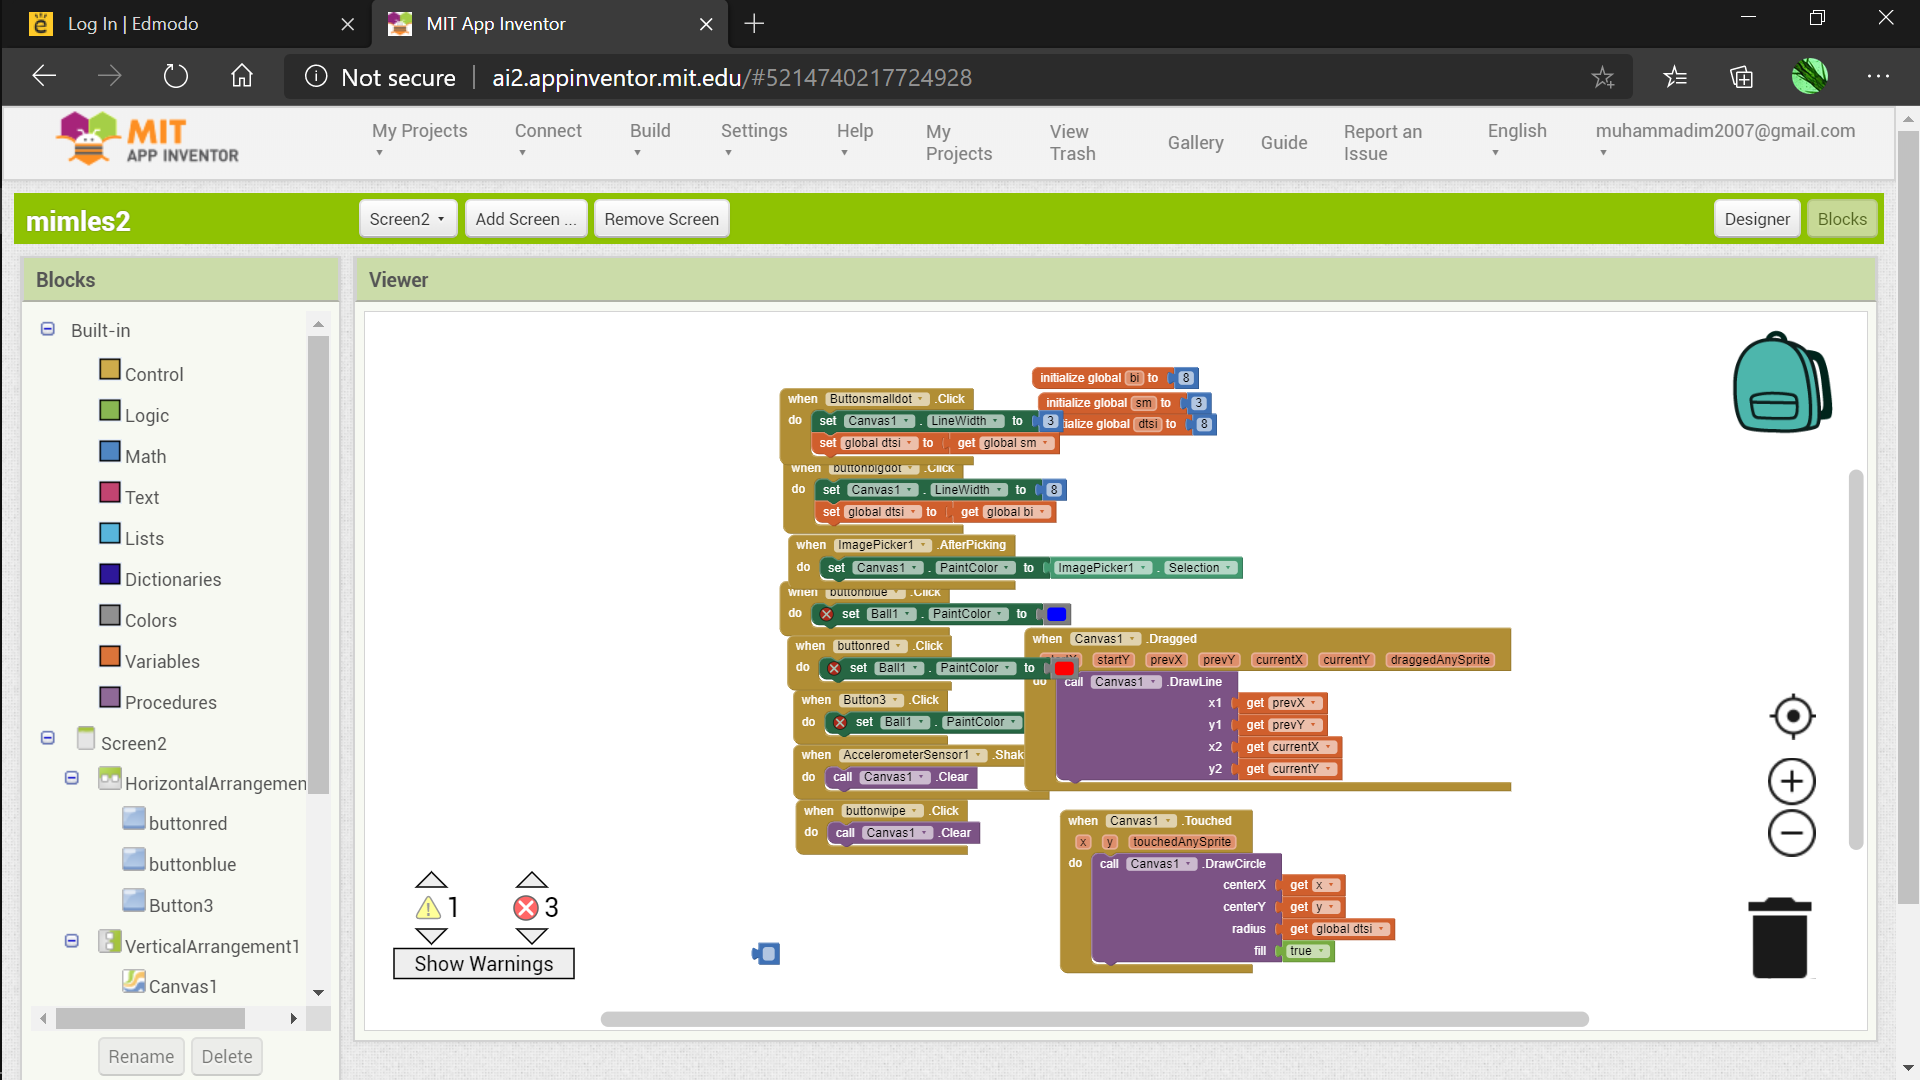 Log In | Edmodo
MIT App Inventor
Not secure
ai2.appinventor.mit.edu/#5214740217724928
MIT
APP INVENTOR
My Projects
Connect
Build
Settings
Help
My Projects
View Trash
Gallery
Guide
Report an Issue
English
muhammadim2007@gmail.com
mimles2
Screen2
Add Screen ...
Remove Screen
Designer
Blocks
Blocks
Viewer
Built-in
Control
Logic
Math
Text
Lists
Dictionaries
Colors
Variables
Procedures
Screen2
HorizontalArrangemen
buttonred
buttonblue
Button3
VerticalArrangement1
Canvas1
Rename
Delete
initialize global bi to 8
initialize global sm to 3
ialize global dtsi to 8
when Buttonsmalldot .Click
do set Canvas1 . LineWidth to 3
set global dtsi to get global sm
when buttonbigdot .Click
do set Canvas1 . LineWidth to 8
set global dtsi to get global bi
when ImagePicker1 .AfterPicking
do set Canvas1 . PaintColor to ImagePicker1 . Selection
when buttonblue .Click
do set Ball1 . PaintColor to
when buttonred .Click
do set Ball1 . PaintColor to
when Button3 .Click
do set Ball1 . PaintColor
when AccelerometerSensor1 .Shak
do call Canvas1 .Clear
when buttonwipe .Click
do call Canvas1 .Clear
when Canvas1 .Dragged
startY prevX prevY currentX currentY draggedAnySprite
do call Canvas1 .DrawLine
x1 get prevX
y1 get prevY
x2 get currentX
y2 get currentY
when Canvas1 .Touched
x y touchedAnySprite
do call Canvas1 .DrawCircle
centerX get x
centerY get y
radius get global dtsi
fill true
1
3
Show Warnings